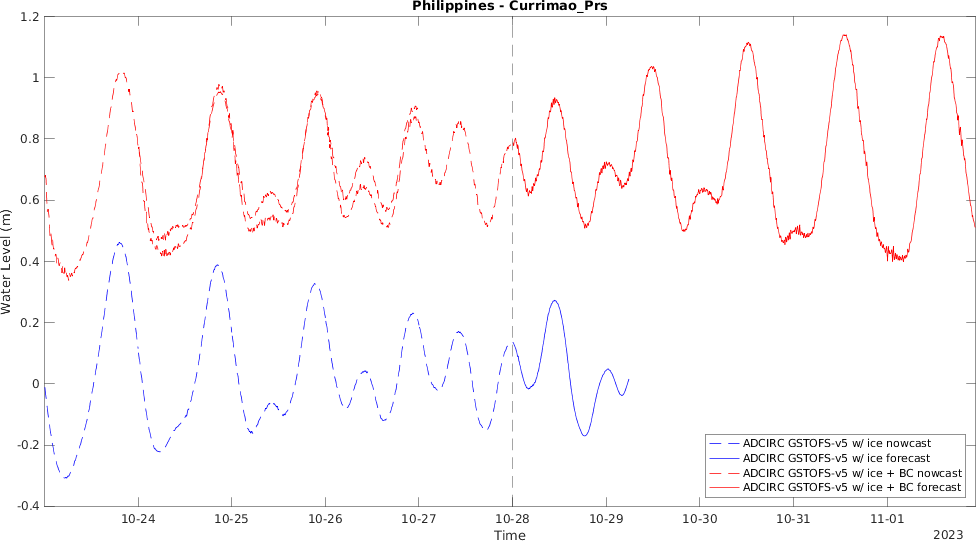 Philippines - Currimao_Prs
1.2
1
0.8
0.6
0.4
0.2
0
-0.2
-0.4
Water Level (m)
10-24 10-25 10-26 10-27 10-28 10-29 10-30 10-31 11-01
Time
2023
ADCIRC GSTOFS-v5 w/ ice nowcast
ADCIRC GSTOFS-v5 w/ ice forecast
ADCIRC GSTOFS-v5 w/ ice + BC nowcast
ADCIRC GSTOFS-v5 w/ ice + BC forecast